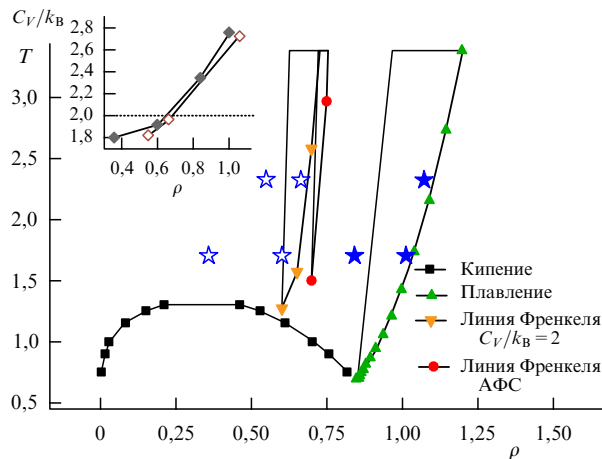 C_V/k_B
2,8
2,6
2,4
2,2
2,0
1,8
0,4 0,6 0,8 1,0
ρ
T
3,0
2,5
2,0
1,5
1,0
0,5
Кипение
Плавление
Линия Френкеля
C_V/k_B = 2
Линия Френкеля
АФС
0 0,25 0,50 0,75 1,00 1,25 1,50
ρ